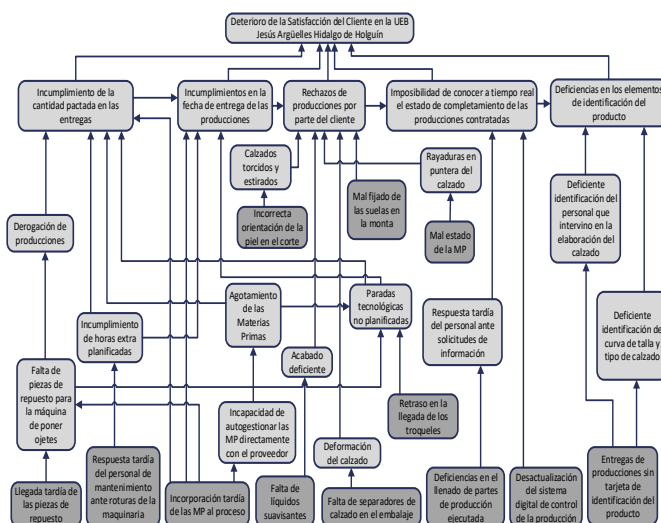 Deterioro de la Satisfacción del Cliente en la UEB
Jesús Argüelles Hidalgo de Holguín
Incumplimiento de la
cantidad pactada en las
entregas
Incumplimientos en la
fecha de entrega de las
producciones
Rechazos de
producciones por
parte del cliente
Imposibilidad de conocer a tiempo real
el estado de completamiento de las
producciones contratadas
Deficiencias en los elementos
de identificación del
producto
Calzados
torcidos y
estirados
Rayaduras en
puntera del
calzado
Mal fijado de
las suelas en
la monta
Incorrecta
orientación de la
piel en el corte
Mal estado
de la MP
Deficiente
identificación del
personal que
intervino en la
elaboración del
calzado
Derogación de
producciones
Agotamiento
de las
Materias
Primas
Paradas
tecnológicas
no planificadas
Respuesta tardía
del personal ante
solicitudes de
información
Deficiente
identificación de
curva de talla y
tipo de calzado
Incumplimiento
de horas extra
planificadas
Acabado
deficiente
Falta de
piezas de
repuesto para
la máquina
de poner
ojetes
Retraso en la
llegada de los
troqueles
Incapacidad de
autogestionar las
MP directamente
con el proveedor
Deformación
del calzado
Llegada tardía de
las piezas de
repuesto
Respuesta tardía
del personal de
mantenimiento
ante roturas de la
maquinaria
Incorporación tardía
de las MP al proceso
Falta de
líquidos
suavisantes
Falta de separadores de
calzado en el embalaje
Deficiencias en el
llenado de partes
de producción
ejecutada
Desactualización
del sistema
digital de control
de la producción
Entregas de
producciones sin
tarjeta de
identificación del
producto